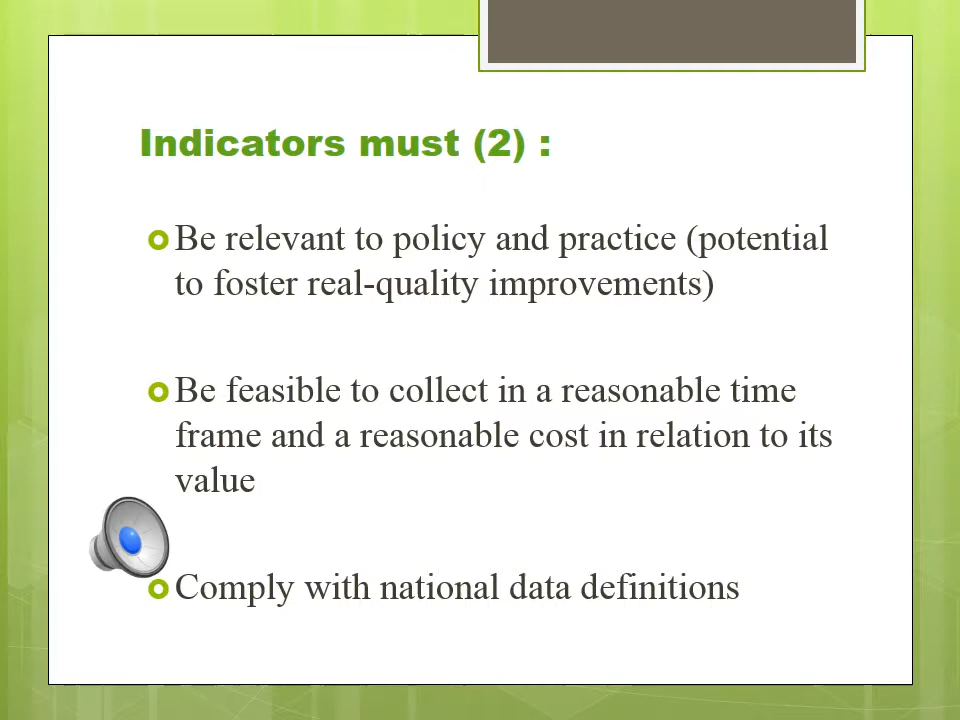 Indicators must (2) :
Be relevant to policy and practice (potential
to foster real-quality improvements)
Be feasible to collect in a reasonable time
frame and a reasonable cost in relation to its
value
Comply with national data definitions